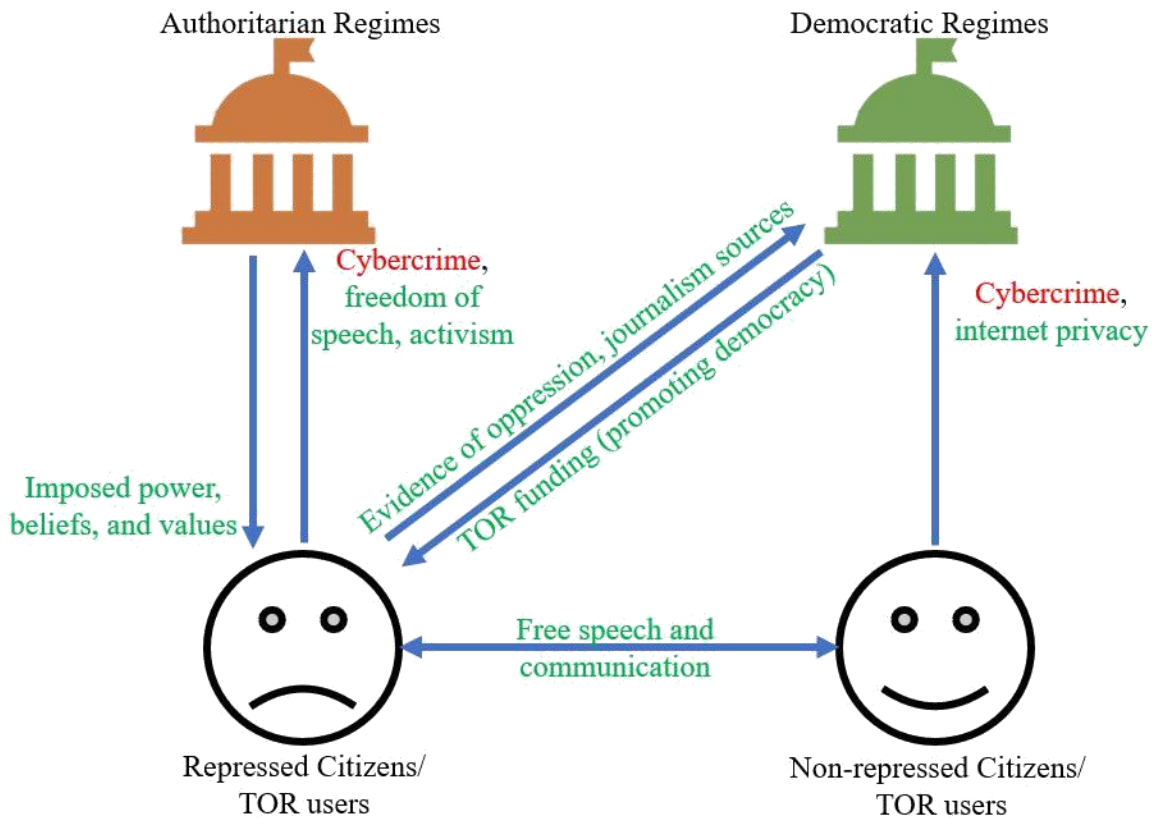 Authoritarian Regimes
Democratic Regimes
Cybercrime,
freedom of
speech, activism
Evidence of oppression, journalism sources
TOR funding (promoting democracy)
Cybercrime,
internet privacy
Imposed power,
beliefs, and values
Free speech and
communication
Repressed Citizens/
TOR users
Non-repressed Citizens/
TOR users